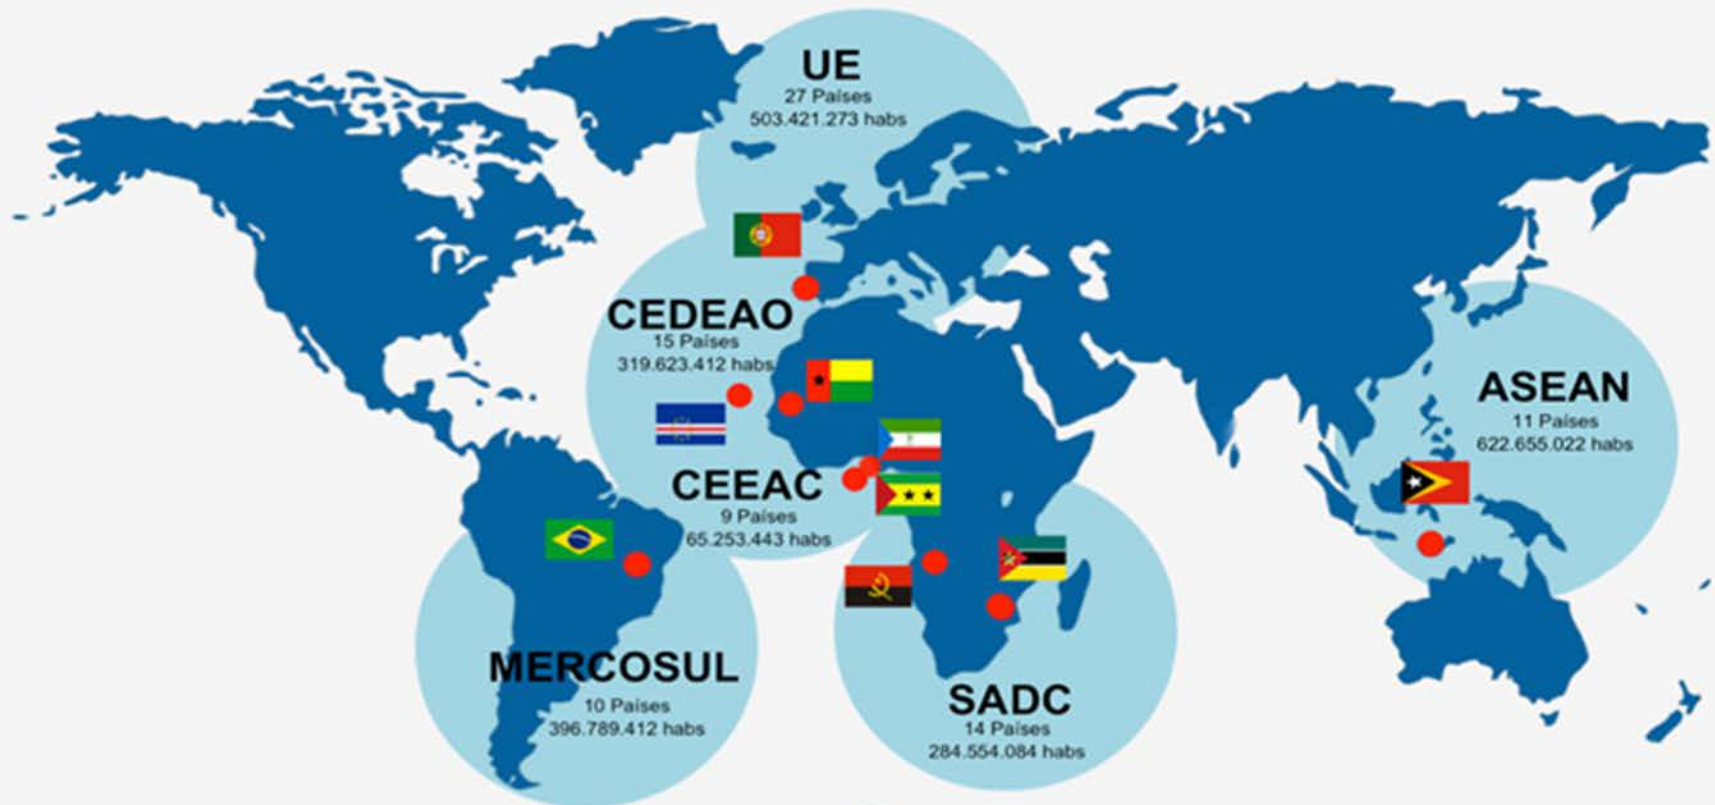 UE
27 Países
503.421.273 habs
CEDEAO
15 Países
319.623.412 habs
ASEAN
11 Países
622.655.022 habs
CEEAC
9 Países
65.253.443 habs
MERCOSUL
10 Países
396.789.412 habs
SADC
14 Países
284.554.084 habs